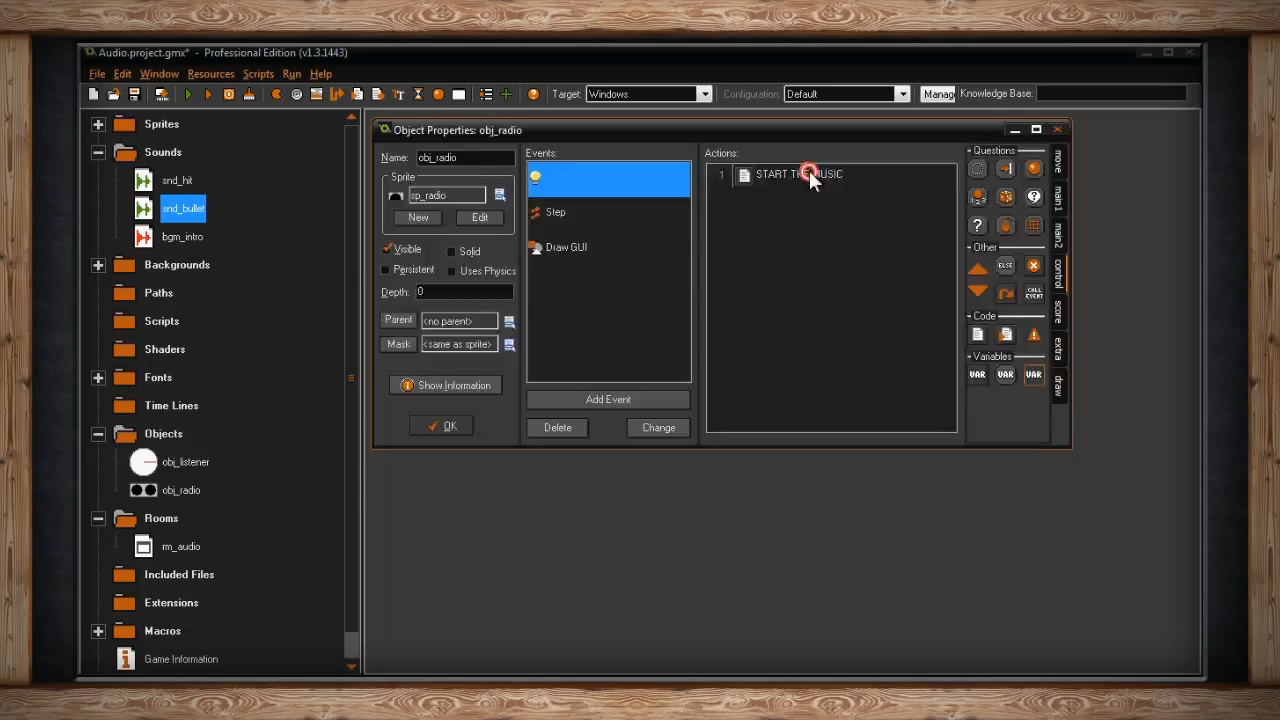 Audio.project.gmx* - Professional Edition (v1.3.1443)
File Edit Window Resources Scripts Run Help
Target: Windows Configuration: Default Manag Knowledge Base:
Sprites
Sounds
snd_hit
snd_bullet
bgm_intro
Backgrounds
Paths
Scripts
Shaders
Fonts
Time Lines
Objects
obj_listener
obj_radio
Rooms
rm_audio
Included Files
Extensions
Macros
Game Information
Object Properties: obj_radio
Name: obj_radio
Sprite
sp_radio
New Edit
Visible Solid
Persistent Uses Physics
Depth: 0
Parent <no parent>
Mask <same as sprite>
Show Information
OK
Events:
Step
Draw GUI
Add Event
Delete Change
Actions:
1 START THE MUSIC
Questions
Other
ELSE
CALL EVENT
Code
Variables
VAR VAR VAR
move
main1
main2
control
score
extra
draw